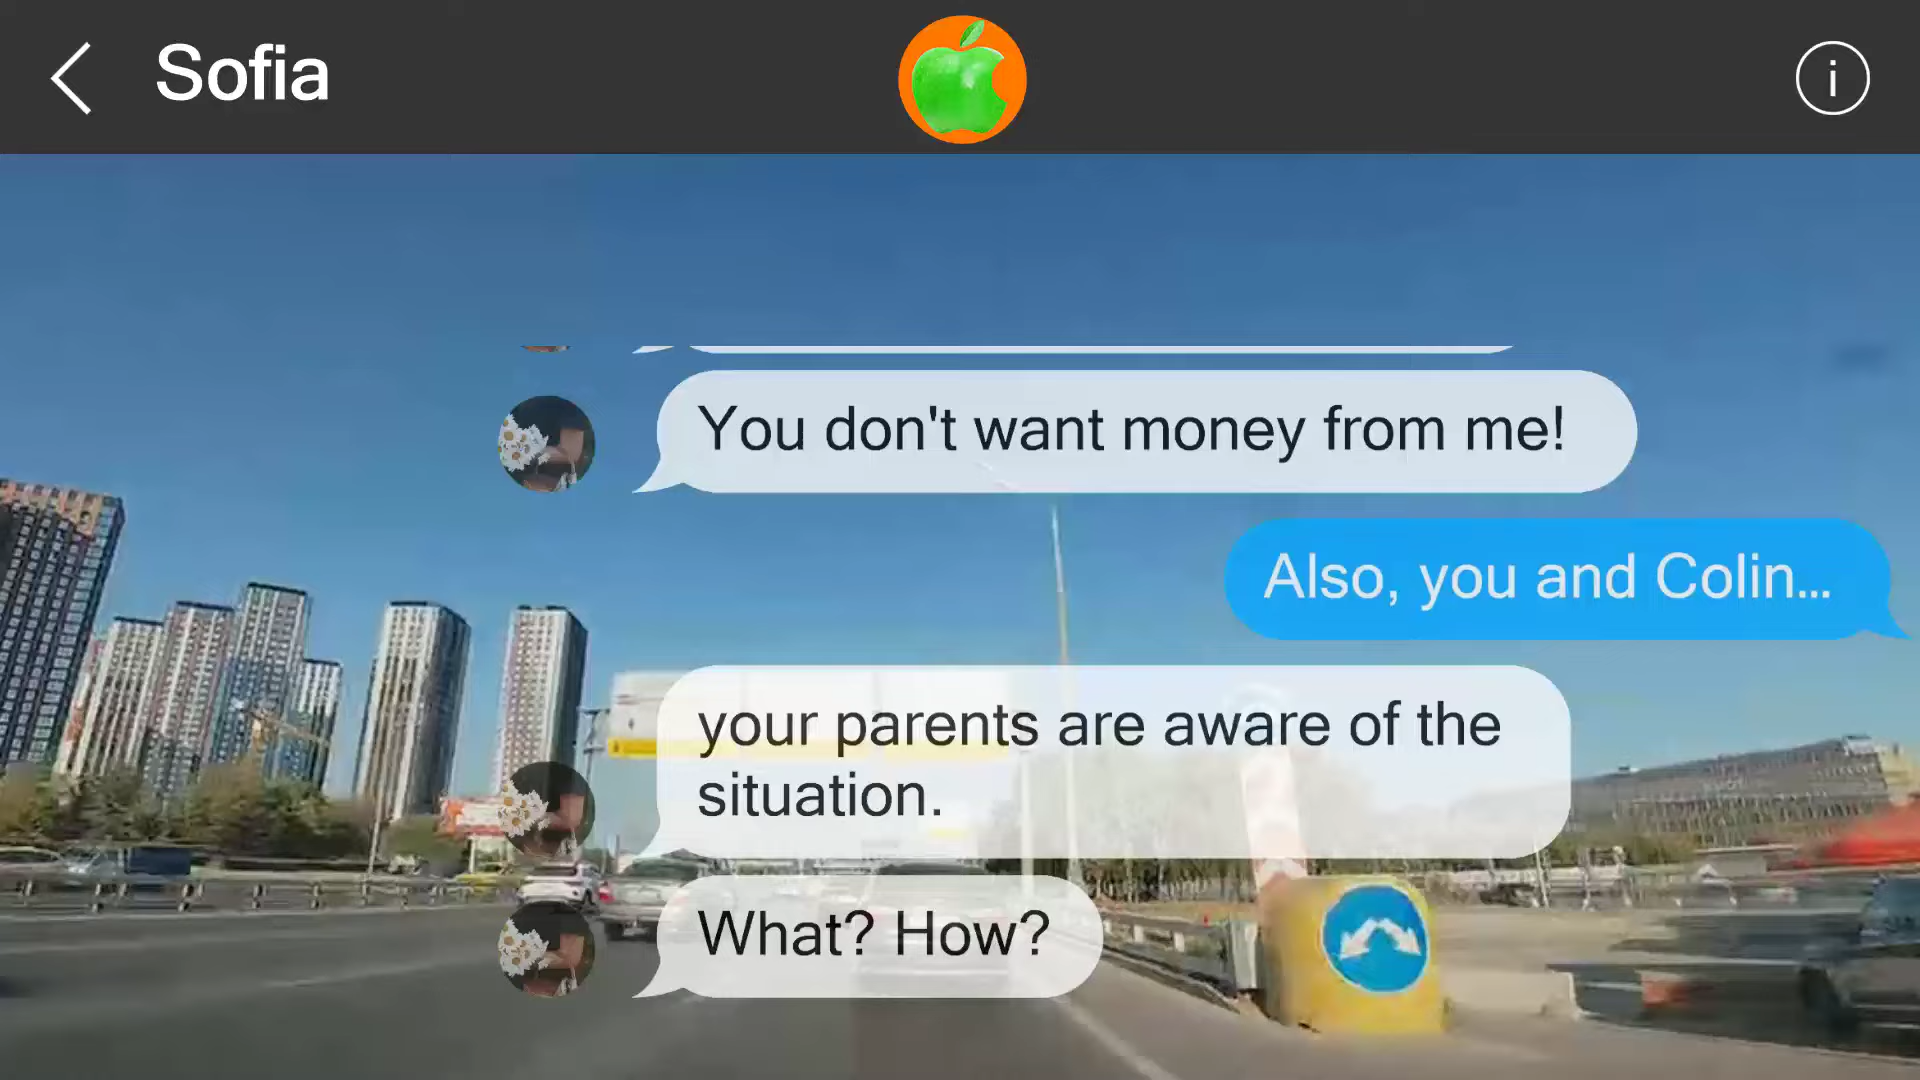 Sofia
You don't want money from me!
Also, you and Colin...
your parents are aware of the
situation.
What? How?